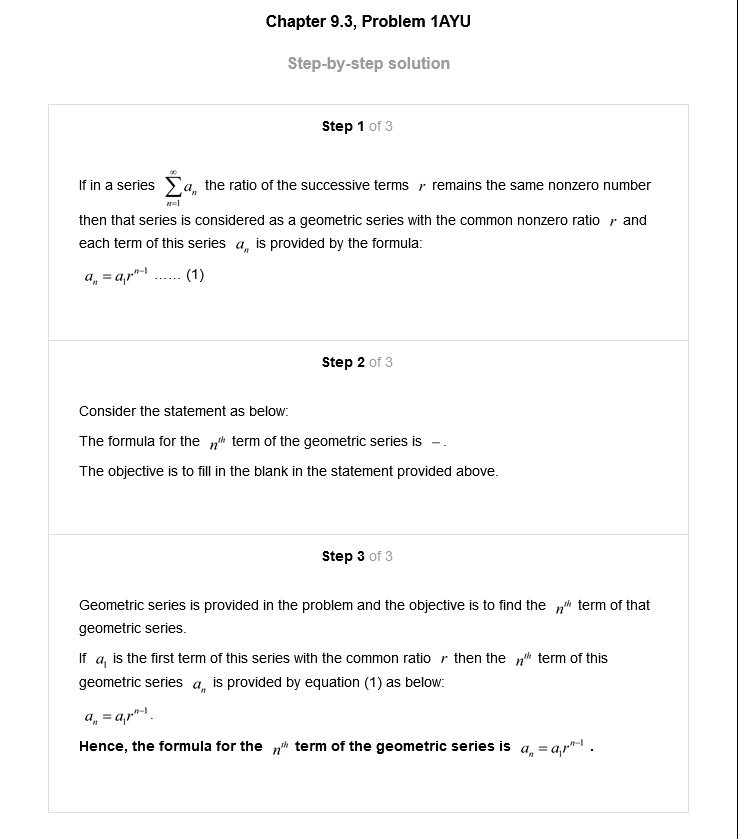 Chapter 9.3, Problem 1AYU
Step-by-step solution
Step 1 of 3
If in a series $\sum_{n=1}^{\infty} a_n$ the ratio of the successive terms $r$ remains the same nonzero number
then that series is considered as a geometric series with the common nonzero ratio $r$ and
each term of this series $a_n$ is provided by the formula:
$a_n = a_1 r^{n-1}$ ...... (1)
Step 2 of 3
Consider the statement as below:
The formula for the $n^{th}$ term of the geometric series is $-$.
The objective is to fill in the blank in the statement provided above.
Step 3 of 3
Geometric series is provided in the problem and the objective is to find the $n^{th}$ term of that
geometric series.
If $a_1$ is the first term of this series with the common ratio $r$ then the $n^{th}$ term of this
geometric series $a_n$ is provided by equation (1) as below:
$a_n = a_1 r^{n-1}$.
Hence, the formula for the $n^{th}$ term of the geometric series is $a_n = a_1 r^{n-1}$.